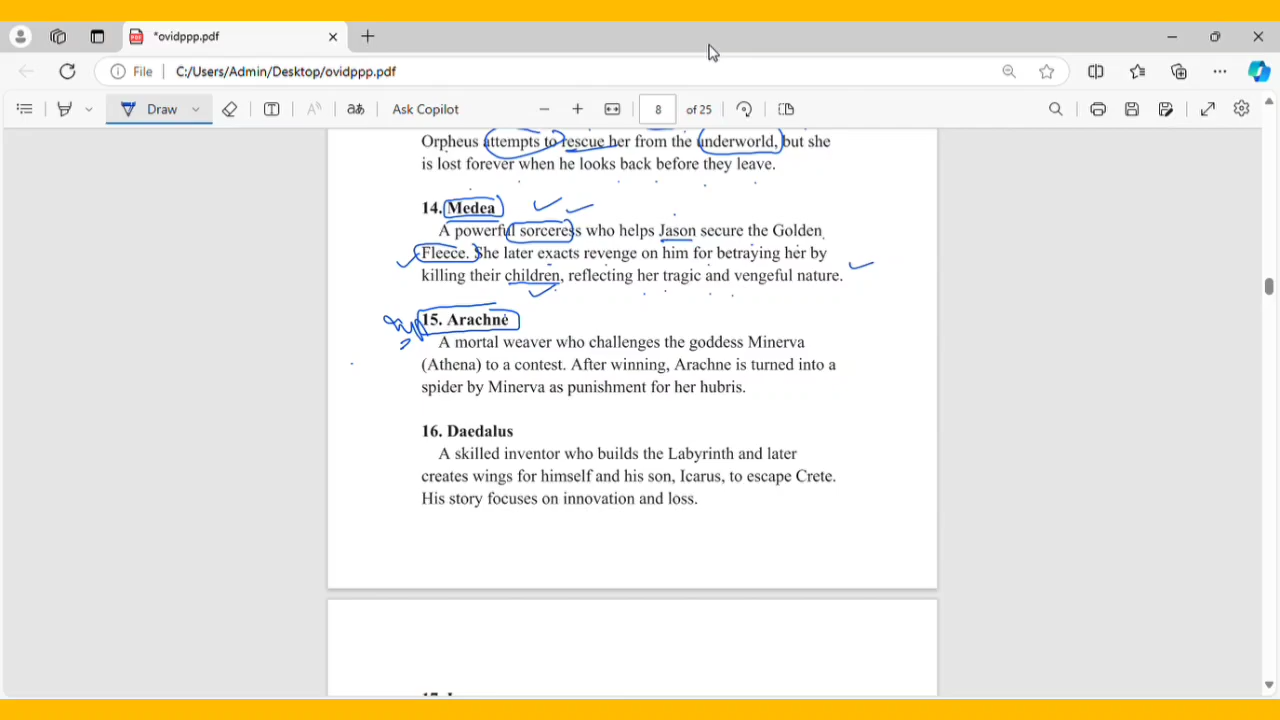 *ovidppp.pdf
File C:/Users/Admin/Desktop/ovidppp.pdf
Draw Ask Copilot 8 of 25
Orpheus attempts to rescue her from the underworld, but she
is lost forever when he looks back before they leave.
14. Medea
A powerful sorceress who helps Jason secure the Golden
Fleece. She later exacts revenge on him for betraying her by
killing their children, reflecting her tragic and vengeful nature.
15. Arachne
A mortal weaver who challenges the goddess Minerva
(Athena) to a contest. After winning, Arachne is turned into a
spider by Minerva as punishment for her hubris.
16. Daedalus
A skilled inventor who builds the Labyrinth and later
creates wings for himself and his son, Icarus, to escape Crete.
His story focuses on innovation and loss.